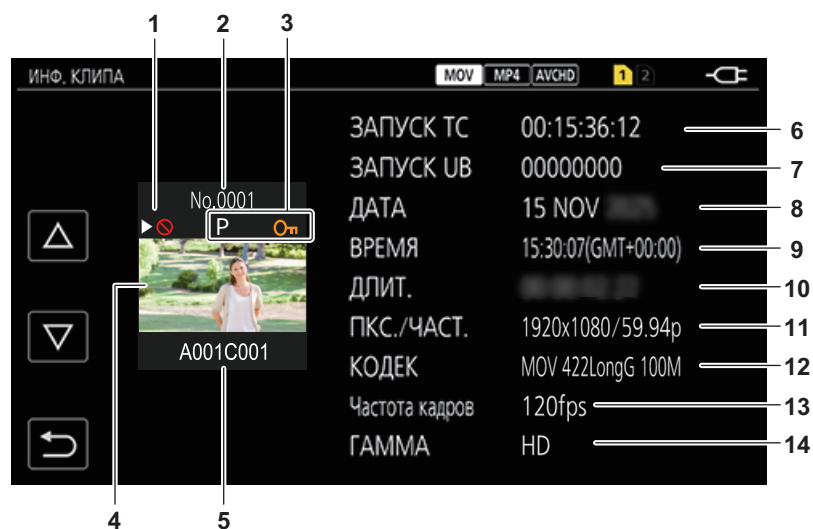 1 2 3
ИНФ. КЛИПА MOV MP4 AVCHD 1 2
No.0001
P
A001C001
ЗАПУСК TC 00:15:36:12 6
ЗАПУСК UB 00000000 7
ДАТА 15 NOV 8
ВРЕМЯ 15:30:07(GMT+00:00) 9
ДЛИТ. 10
ПКС./ЧАСТ. 1920x1080/59.94p 11
КОДЕК MOV 422LongG 100M 12
Частота кадров 120fps 13
ГАММА HD 14
4 5